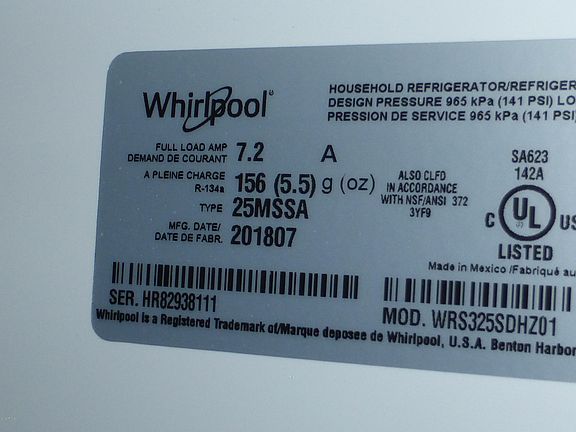 Whirlpool®
HOUSEHOLD REFRIGERATOR/REFRIGER
DESIGN PRESSURE 965 kPa (141 PSI) LO
PRESSION DE SERVICE 965 kPa (141 PSI)
FULL LOAD AMP
DEMAND DE COURANT 7.2 A
A PLEINE CHARGE
R-134a 156 (5.5) g (oz)
TYPE 25MSSA
MFG. DATE/
DATE DE FABR. 201807
ALSO CLFD
IN ACCORDANCE
WITH NSF/ANSI 372
3YF9
SA623
142A
C UL US
LISTED
Made in Mexico /Fabriqué au
SER. HR82938111
MOD. WRS325SDHZ01
Whirlpool is a Registered Trademark of/Marque deposee de Whirlpool, U.S.A. Benton Harbor